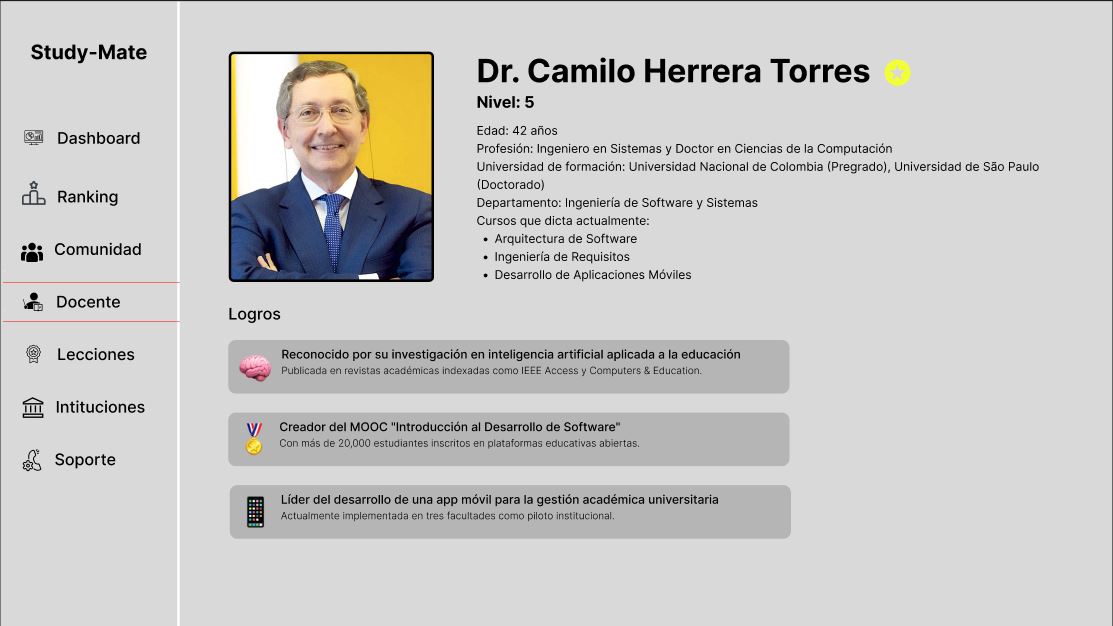 Study-Mate
Dashboard
Ranking
Comunidad
Docente
Lecciones
Intituciones
Soporte
Dr. Camilo Herrera Torres
Nivel: 5
Edad: 42 años
Profesión: Ingeniero en Sistemas y Doctor en Ciencias de la Computación
Universidad de formación: Universidad Nacional de Colombia (Pregrado), Universidad de São Paulo
(Doctorado)
Departamento: Ingeniería de Software y Sistemas
Cursos que dicta actualmente:
• Arquitectura de Software
• Ingeniería de Requisitos
• Desarrollo de Aplicaciones Móviles
Logros
Reconocido por su investigación en inteligencia artificial aplicada a la educación
Publicada en revistas académicas indexadas como IEEE Access y Computers & Education.
Creador del MOOC "Introducción al Desarrollo de Software"
Con más de 20,000 estudiantes inscritos en plataformas educativas abiertas.
Líder del desarrollo de una app móvil para la gestión académica universitaria
Actualmente implementada en tres facultades como piloto institucional.